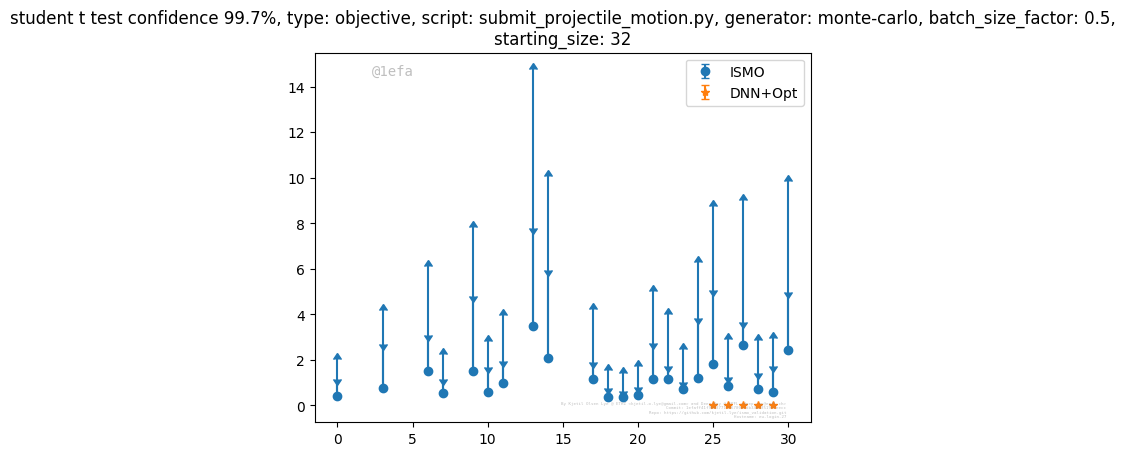 student t test confidence 99.7%, type: objective, script: submit_projectile_motion.py, generator: monte-carlo, batch_size_factor: 0.5,
starting_size: 32
@1efa
ISMO
DNN+Opt
14
12
10
8
6
4
2
0
0 5 10 15 20 25 30